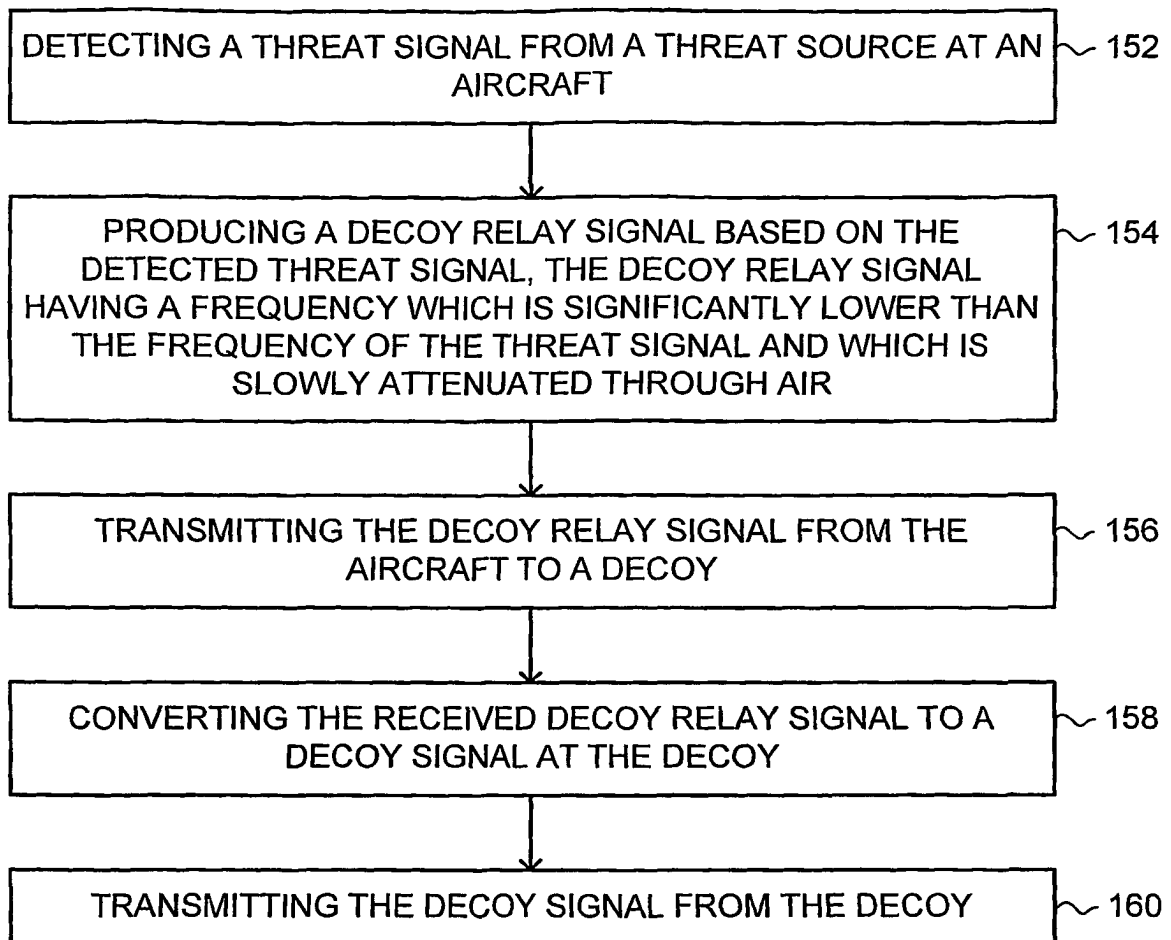 DETECTING A THREAT SIGNAL FROM A THREAT SOURCE AT AN
AIRCRAFT
152
PRODUCING A DECOY RELAY SIGNAL BASED ON THE
DETECTED THREAT SIGNAL, THE DECOY RELAY SIGNAL
HAVING A FREQUENCY WHICH IS SIGNIFICANTLY LOWER THAN
THE FREQUENCY OF THE THREAT SIGNAL AND WHICH IS
SLOWLY ATTENUATED THROUGH AIR
154
TRANSMITTING THE DECOY RELAY SIGNAL FROM THE
AIRCRAFT TO A DECOY
156
CONVERTING THE RECEIVED DECOY RELAY SIGNAL TO A
DECOY SIGNAL AT THE DECOY
158
TRANSMITTING THE DECOY SIGNAL FROM THE DECOY
160